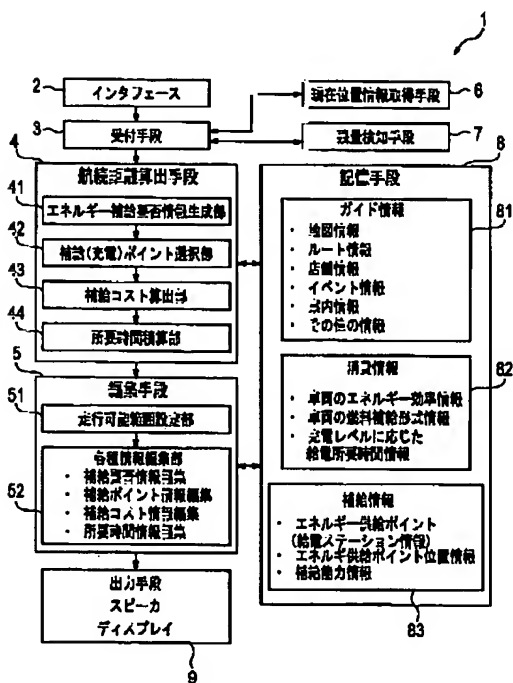 1
2
インタフェース
3
受付手段
現在位置情報取得手段
6
残量検知手段
7
4
航続距離算出手段
41
エネルギー補給要否情報生成部
42
補給(充電)ポイント選択部
43
補給コスト算出部
44
所要時間積算部
5
編集手段
51
走行可能範囲設定部
52
各種情報編集部
・ 補給要否情報編集
・ 補給ポイント情報編集
・ 補給コスト情報編集
・ 所要時間情報編集
出力手段
スピーカ
ディスプレイ
9
8
記憶手段
81
ガイド情報
・ 地図情報
・ ルート情報
・ 店舗情報
・ イベント情報
・ 案内情報
・ その他の情報
82
消費情報
・ 車両のエネルギー効率情報
・ 車両の燃料補給形式情報
・ 充電レベルに応じた
給電所要時間情報
補給情報
・ エネルギー供給ポイント
(給電ステーション情報)
・ エネルギ供給ポイント位置情報
・ 補給能力情報
83